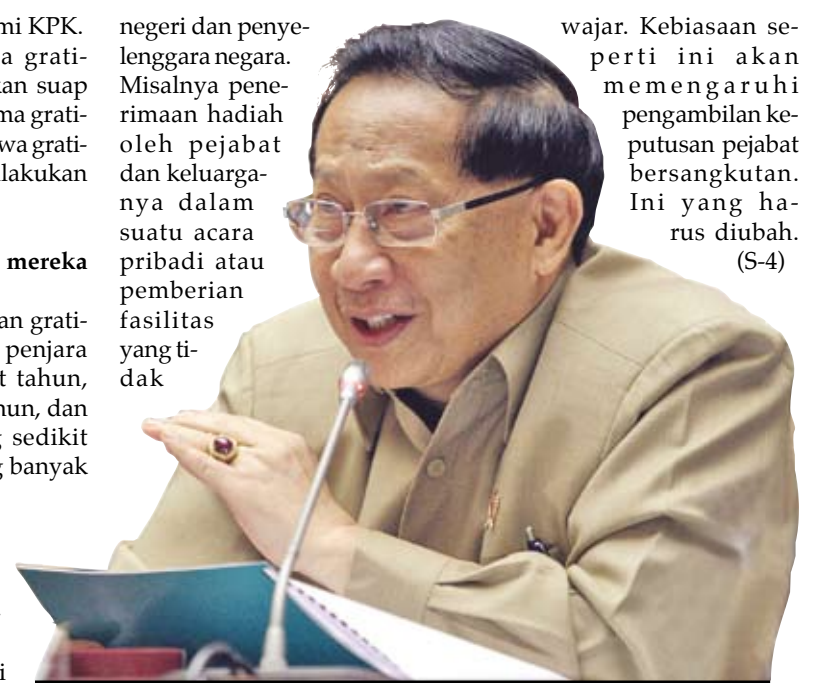 mi KPK.
a grati-
kan suap
ma grati-
wa grati-
lakukan
mereka
an grati-
penjara
t tahun,
hun, dan
g sedikit
g banyak
i
negeri dan penye-
lenggara negara.
Misalnya pene-
rimaan hadiah
oleh pejabat
dan keluarga-
nya dalam
suatu acara
pribadi atau
pemberian
fasilitas
yang ti-
dak
wajar. Kebiasaan se-
perti ini akan
memengaruhi
pengambilan ke-
putusan pejabat
bersangkutan.
Ini yang ha-
rus diubah.
(S-4)